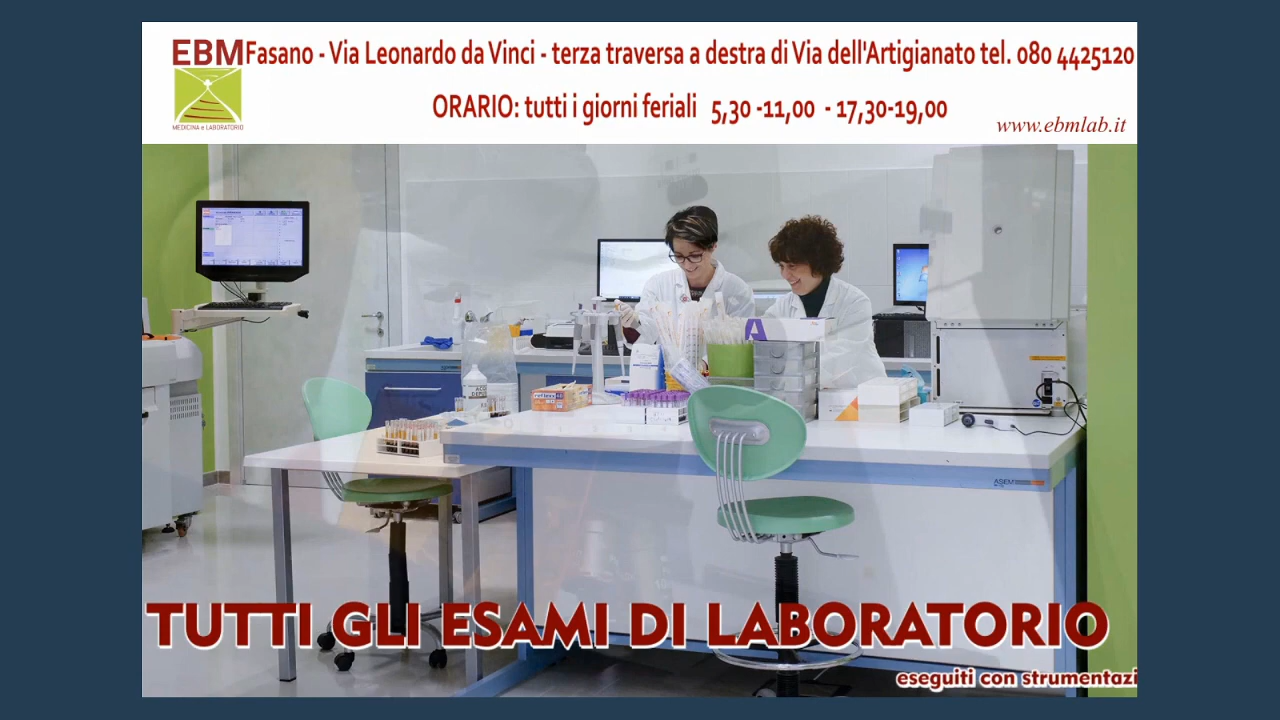 EBM Fasano - Via Leonardo da Vinci - terza traversa a destra di Via dell'Artigianato tel. 080 4425120
MEDICINA e LABORATORIO
ORARIO: tutti i giorni feriali 5,30 -11,00 - 17,30-19,00
www.ebmlab.it
A
ASEM
TUTTI GLI ESAMI DI LABORATORIO
eseguiti con strumentazi